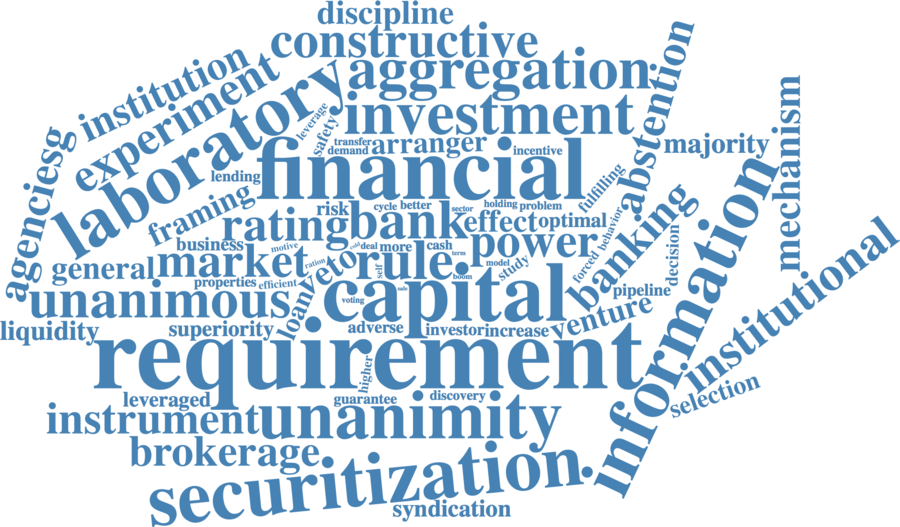 discipline
constructive
institution
aggregation
experiment
laboratory
investment
leverage
safety
transfer
demand
arranger
incentive
abstention
majority
mechanism
agenciesg
lending
financial
fulfilling
framing
risk
cycle
better
sector
holding
problem
rating
bank
effect
optimal
behavior
business
motive
deal
more
cash
power
banking
decision
information
general
market
ration
veto
rule.
self
term
model
study
forced
properties
efficient
boom
capital
pipeline
institutional
unanimous
loan
voting
venture
liquidity
superiority
adverse
investor
increase
requirement
higher
leveraged
guarantee
discovery
selection
instrument
unanimity
brokerage
securitization.
syndication